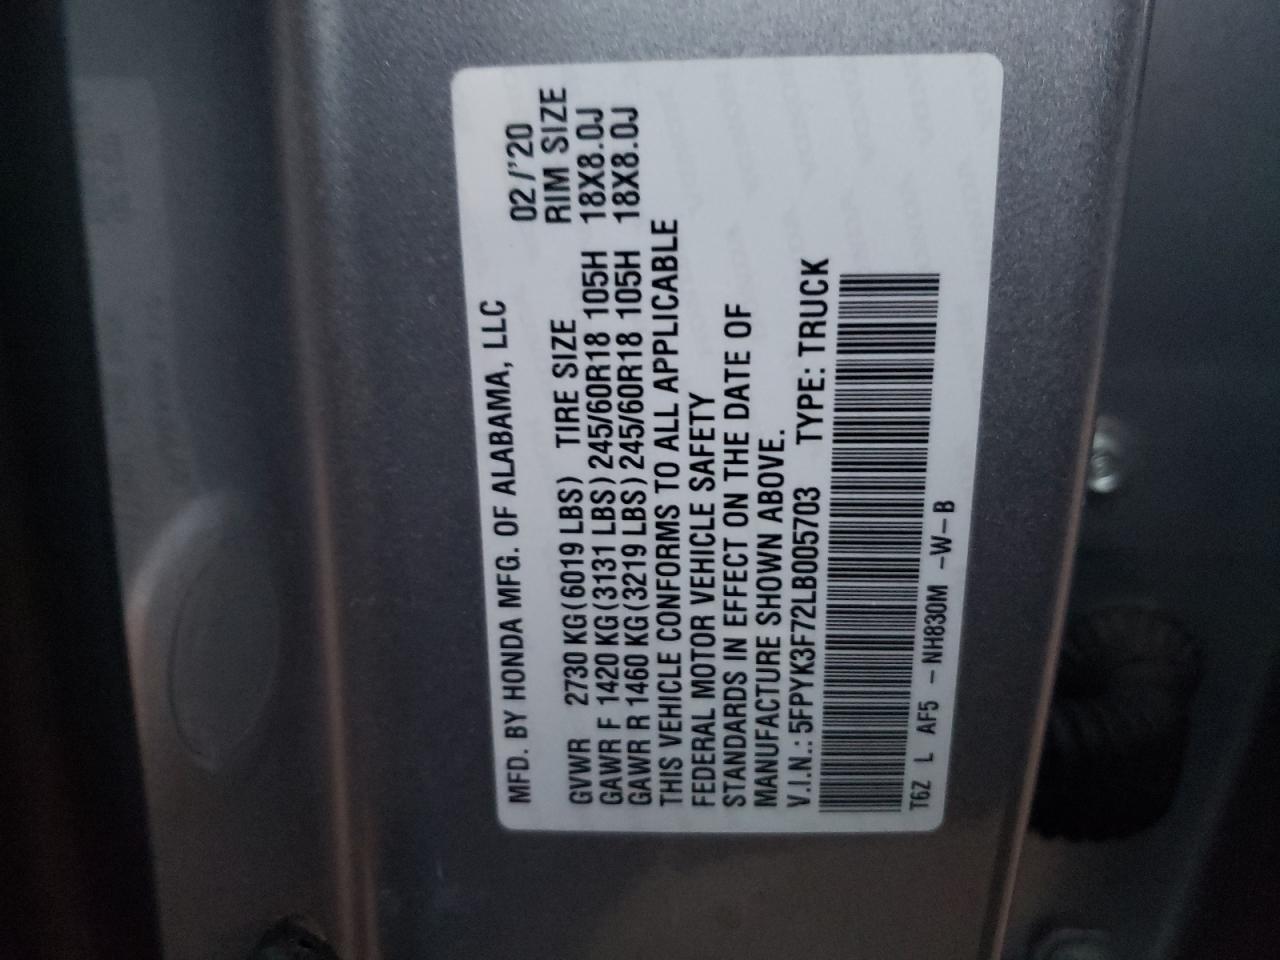 MFD. BY HONDA MFG. OF ALABAMA, LLC 02/'20
GVWR 2730 KG(6019 LBS) TIRE SIZE RIM SIZE
GAWR F 1420 KG(3131 LBS) 245/60R18 105H 18X8.0J
GAWR R 1460 KG(3219 LBS) 245/60R18 105H 18X8.0J
THIS VEHICLE CONFORMS TO ALL APPLICABLE
FEDERAL MOTOR VEHICLE SAFETY
STANDARDS IN EFFECT ON THE DATE OF
MANUFACTURE SHOWN ABOVE.
V.I.N.: 5FPYK3F72LB005703 TYPE: TRUCK
T6Z L AF5 - NH830M -W-B